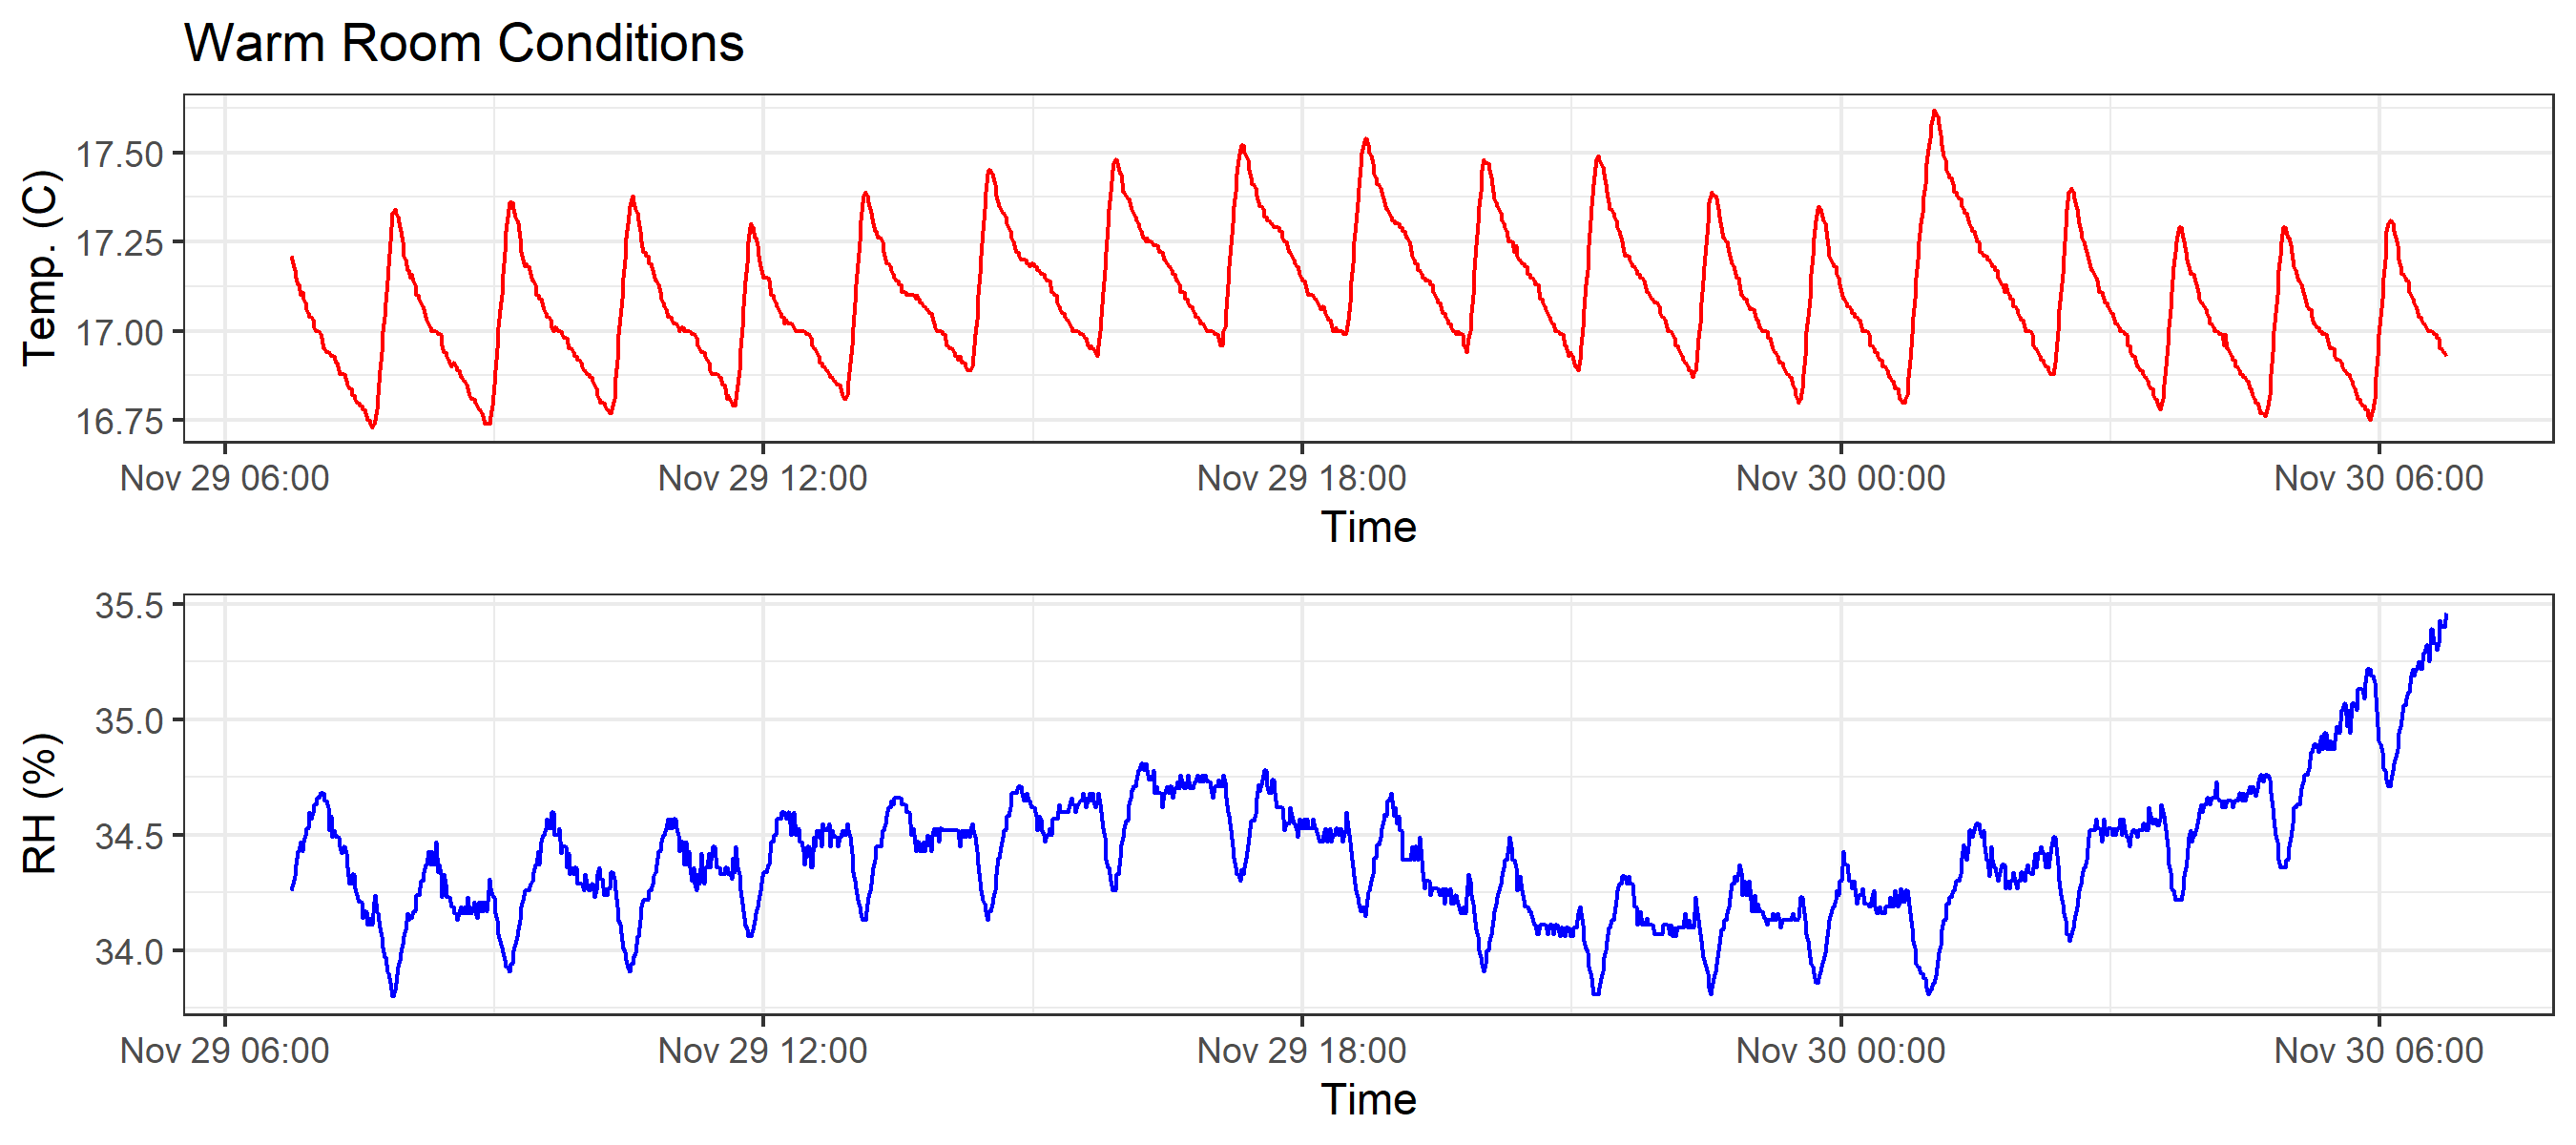 Warm Room Conditions
Temp. (C)
17.50
17.25
17.00
16.75
Nov 29 06:00 Nov 29 12:00 Nov 29 18:00 Nov 30 00:00 Nov 30 06:00
Time
RH (%)
35.5
35.0
34.5
34.0
Nov 29 06:00 Nov 29 12:00 Nov 29 18:00 Nov 30 00:00 Nov 30 06:00
Time